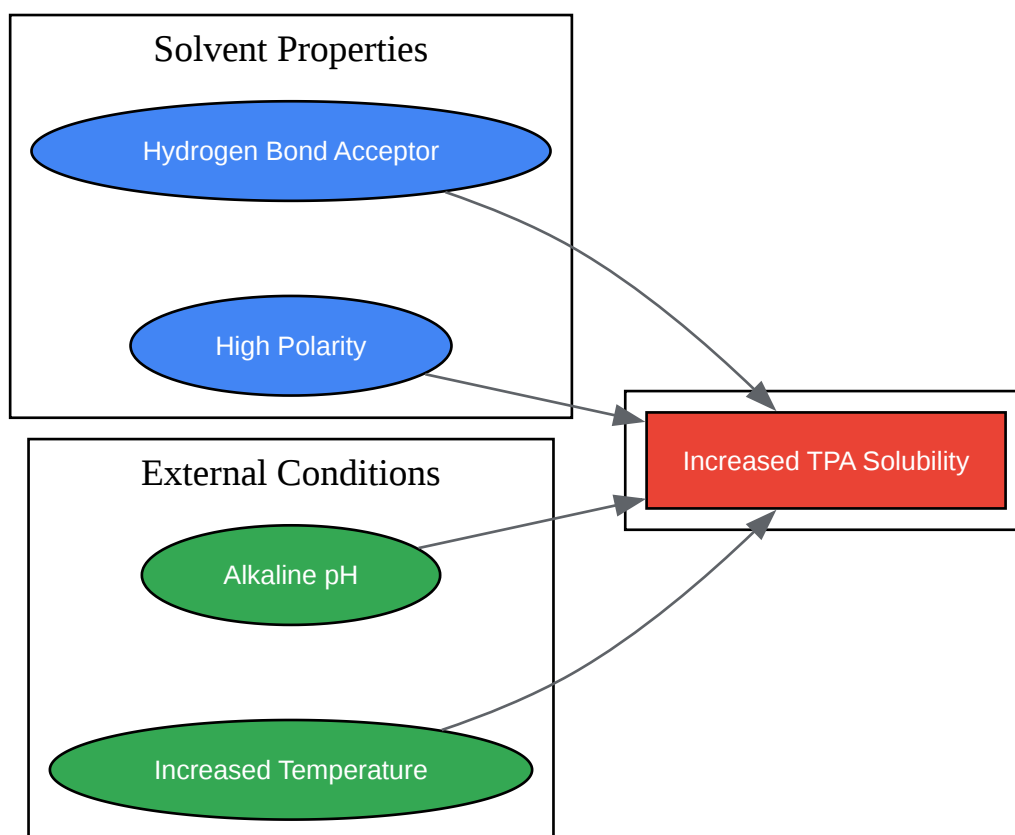 Solvent Properties
Hydrogen Bond Acceptor
High Polarity
External Conditions
Alkaline pH
Increased Temperature
Increased TPA Solubility